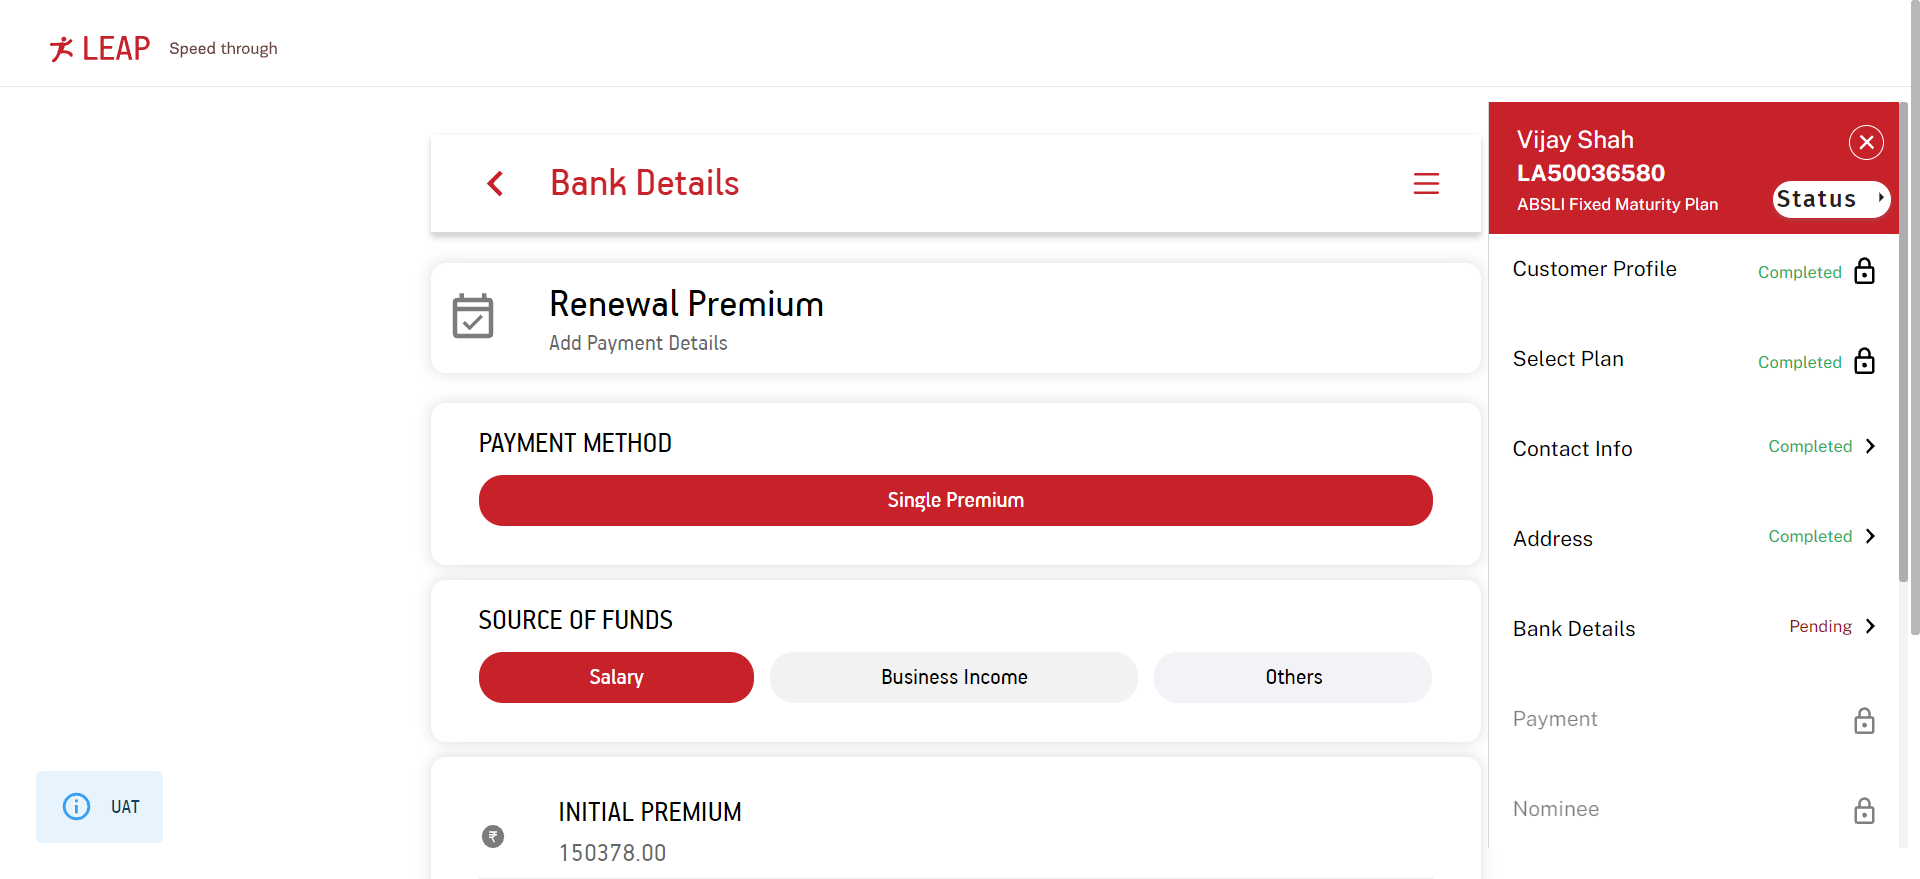 LEAP Speed through
Bank Details
Renewal Premium
Add Payment Details
PAYMENT METHOD
Single Premium
SOURCE OF FUNDS
Salary Business Income Others
INITIAL PREMIUM
₹
150378.00
UAT
Vijay Shah
LA50036580
ABSLI Fixed Maturity Plan
Status
Customer Profile Completed
Select Plan Completed
Contact Info Completed
Address Completed
Bank Details Pending
Payment
Nominee